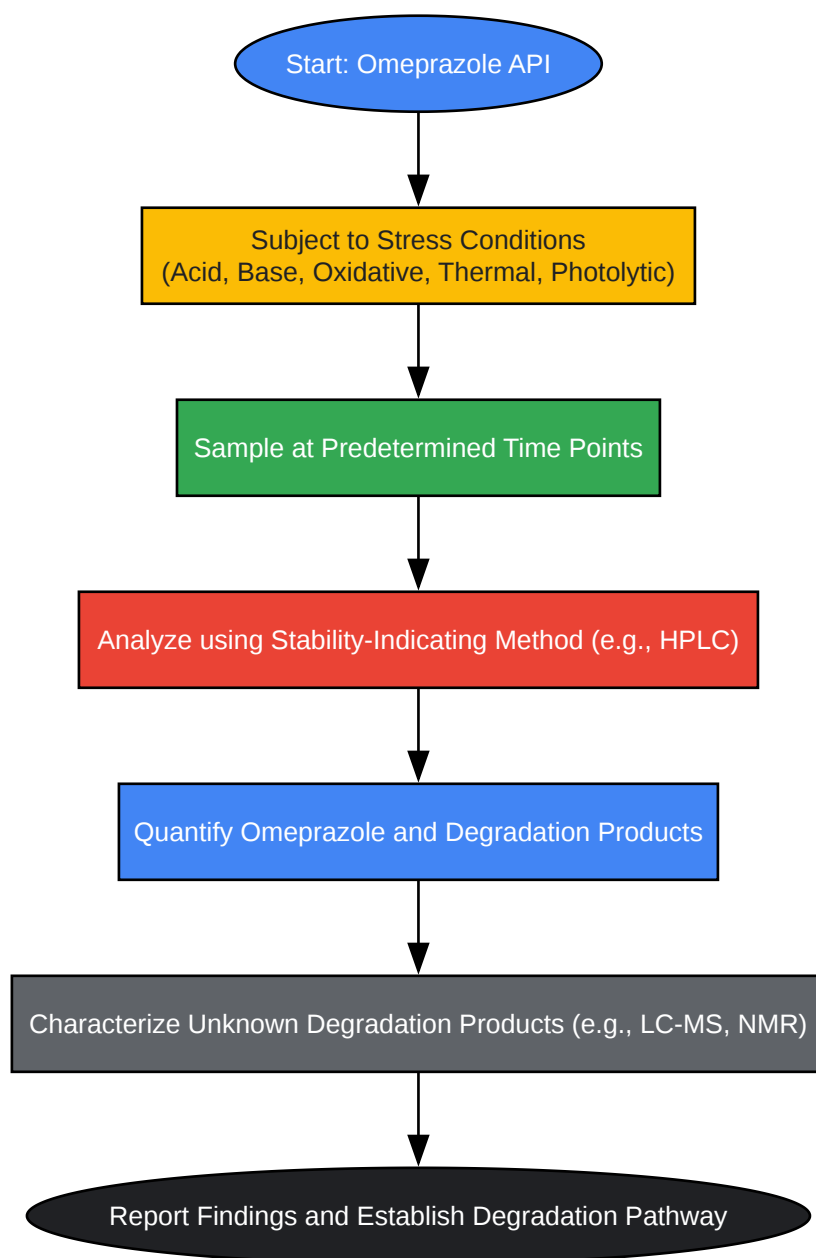 Start: Omeprazole API
Subject to Stress Conditions
(Acid, Base, Oxidative, Thermal, Photolytic)
Sample at Predetermined Time Points
Analyze using Stability-Indicating Method (e.g., HPLC)
Quantify Omeprazole and Degradation Products
Characterize Unknown Degradation Products (e.g., LC-MS, NMR)
Report Findings and Establish Degradation Pathway